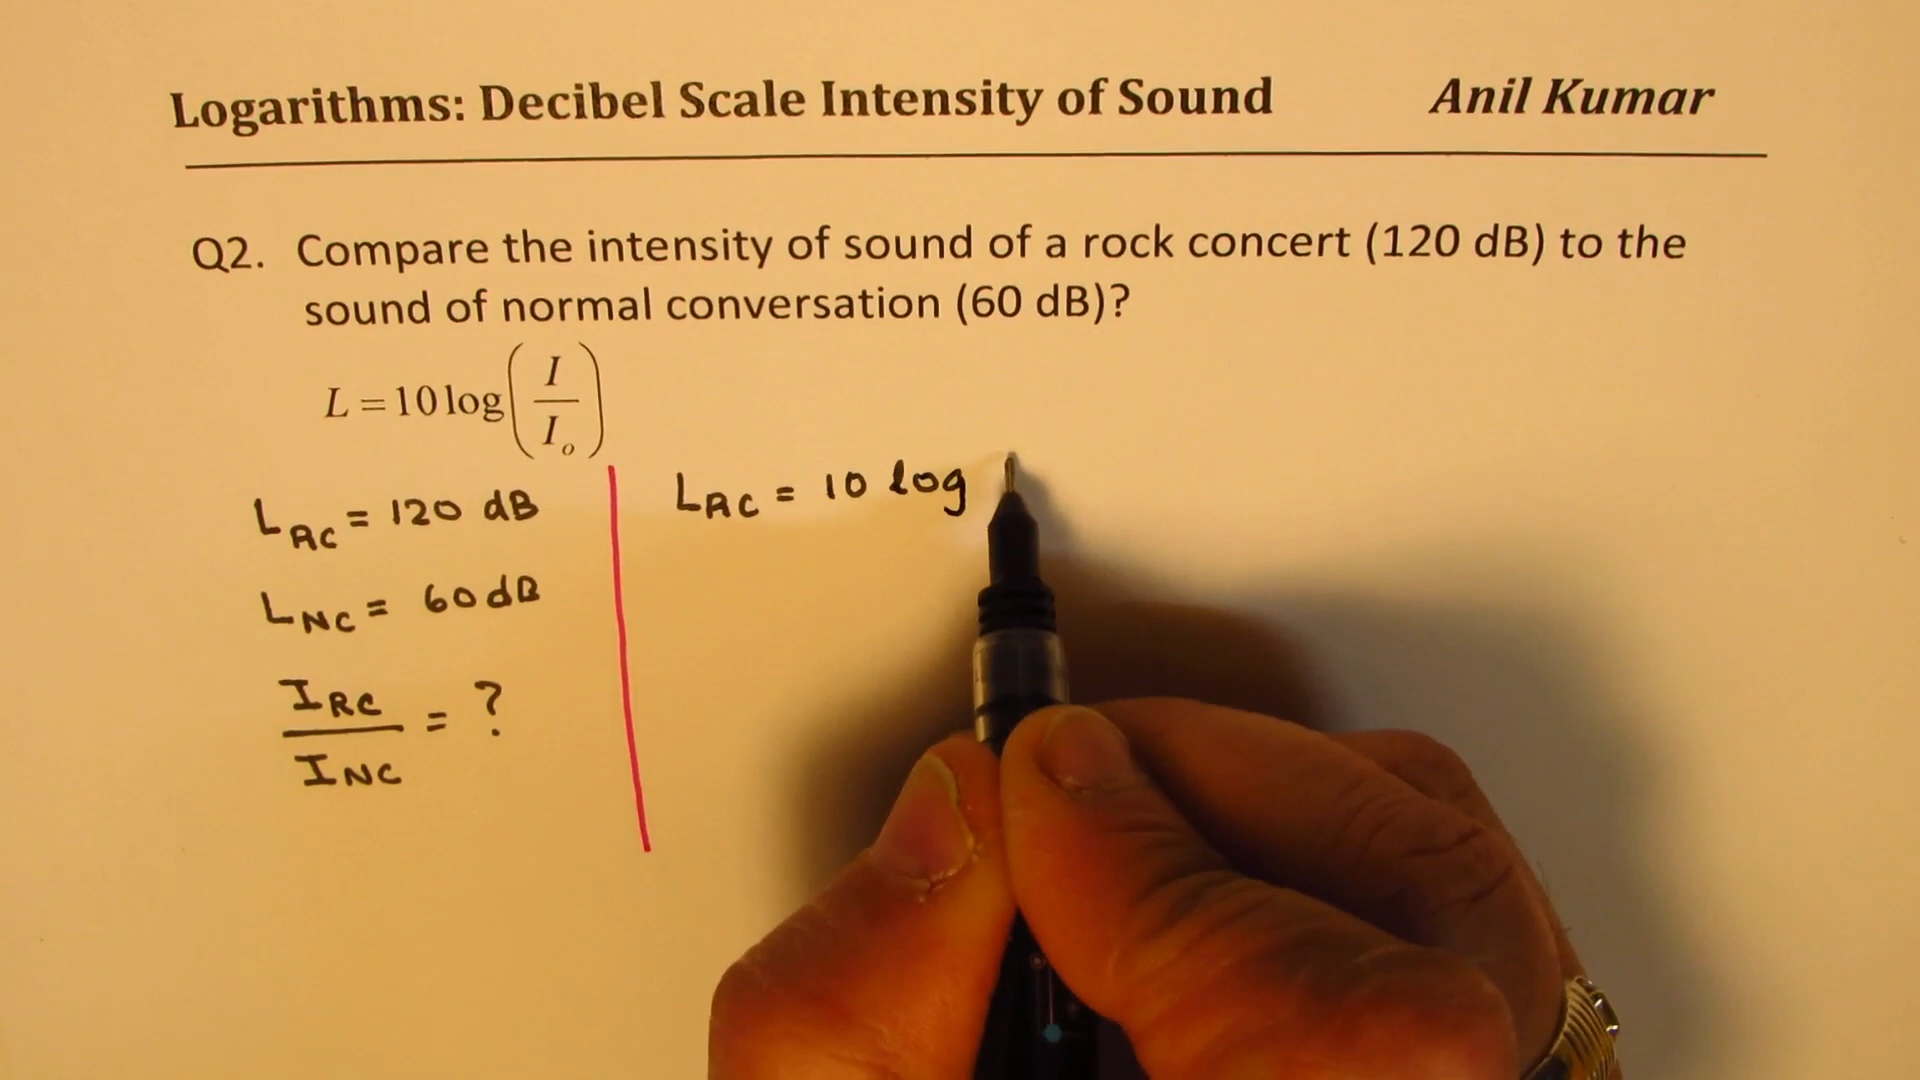 Logarithms: Decibel Scale Intensity of Sound Anil Kumar
Q2. Compare the intensity of sound of a rock concert (120 dB) to the
sound of normal conversation (60 dB)?
L = 10 log(I/I₀)
L_RC = 120 dB
L_NC = 60 dB
I_RC/I_NC = ?
L_RC = 10 log